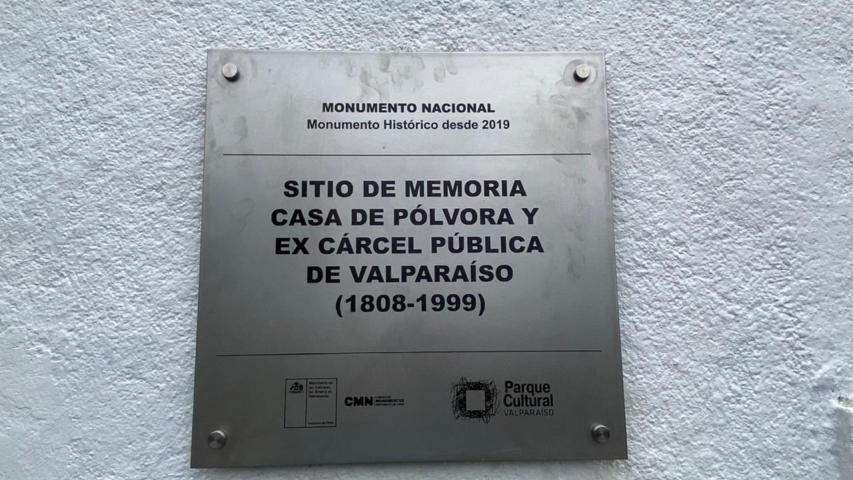 MONUMENTO NACIONAL
Monumento Histórico desde 2019
SITIO DE MEMORIA
CASA DE PÓLVORA Y
EX CÁRCEL PÚBLICA
DE VALPARAÍSO
(1808-1999)
CMN
Parque
Cultural
VALPARAÍSO